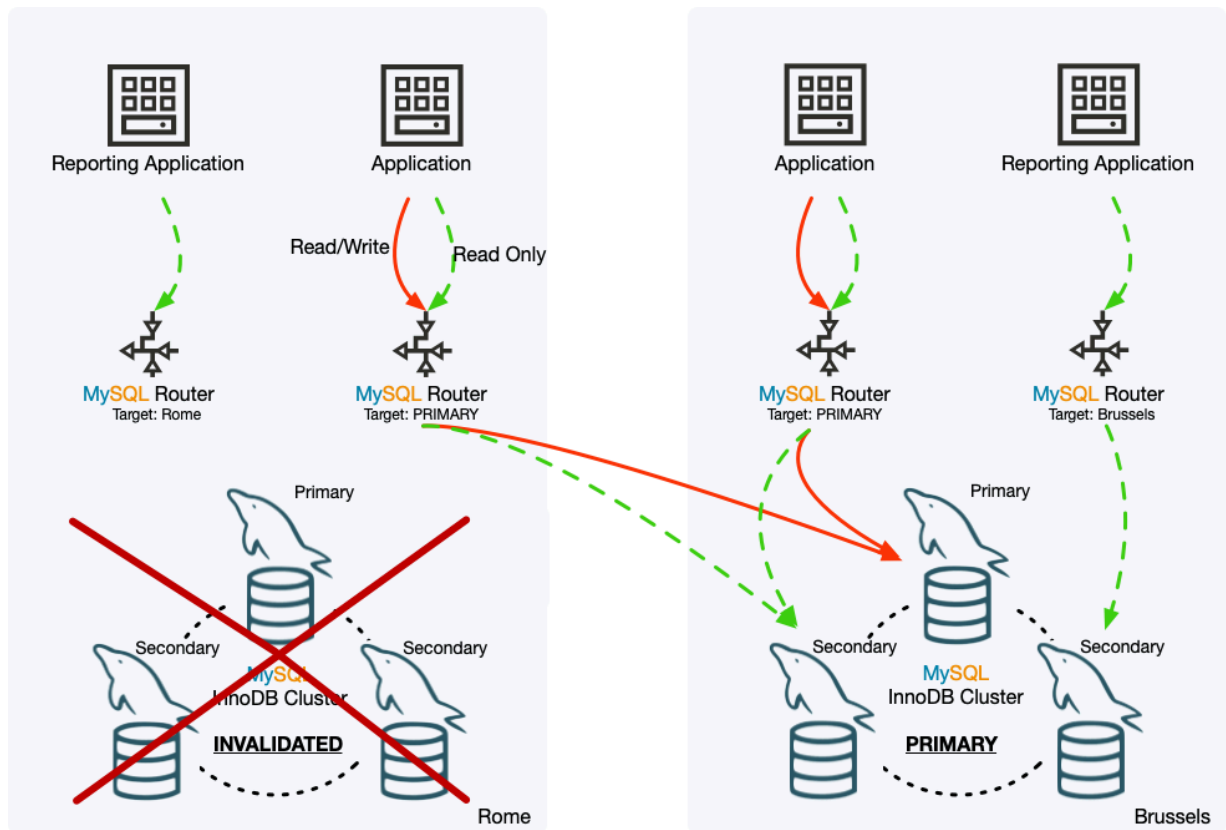 Reporting Application
Application
Application
Reporting Application
Read/Write
Read Only
MySQL Router
Target: Rome
MySQL Router
Target: PRIMARY
MySQL Router
Target: PRIMARY
MySQL Router
Target: Brussels
Primary
Secondary
Secondary
MySQL
InnoDB Cluster
INVALIDATED
Rome
Primary
Secondary
Secondary
MySQL
InnoDB Cluster
PRIMARY
Brussels